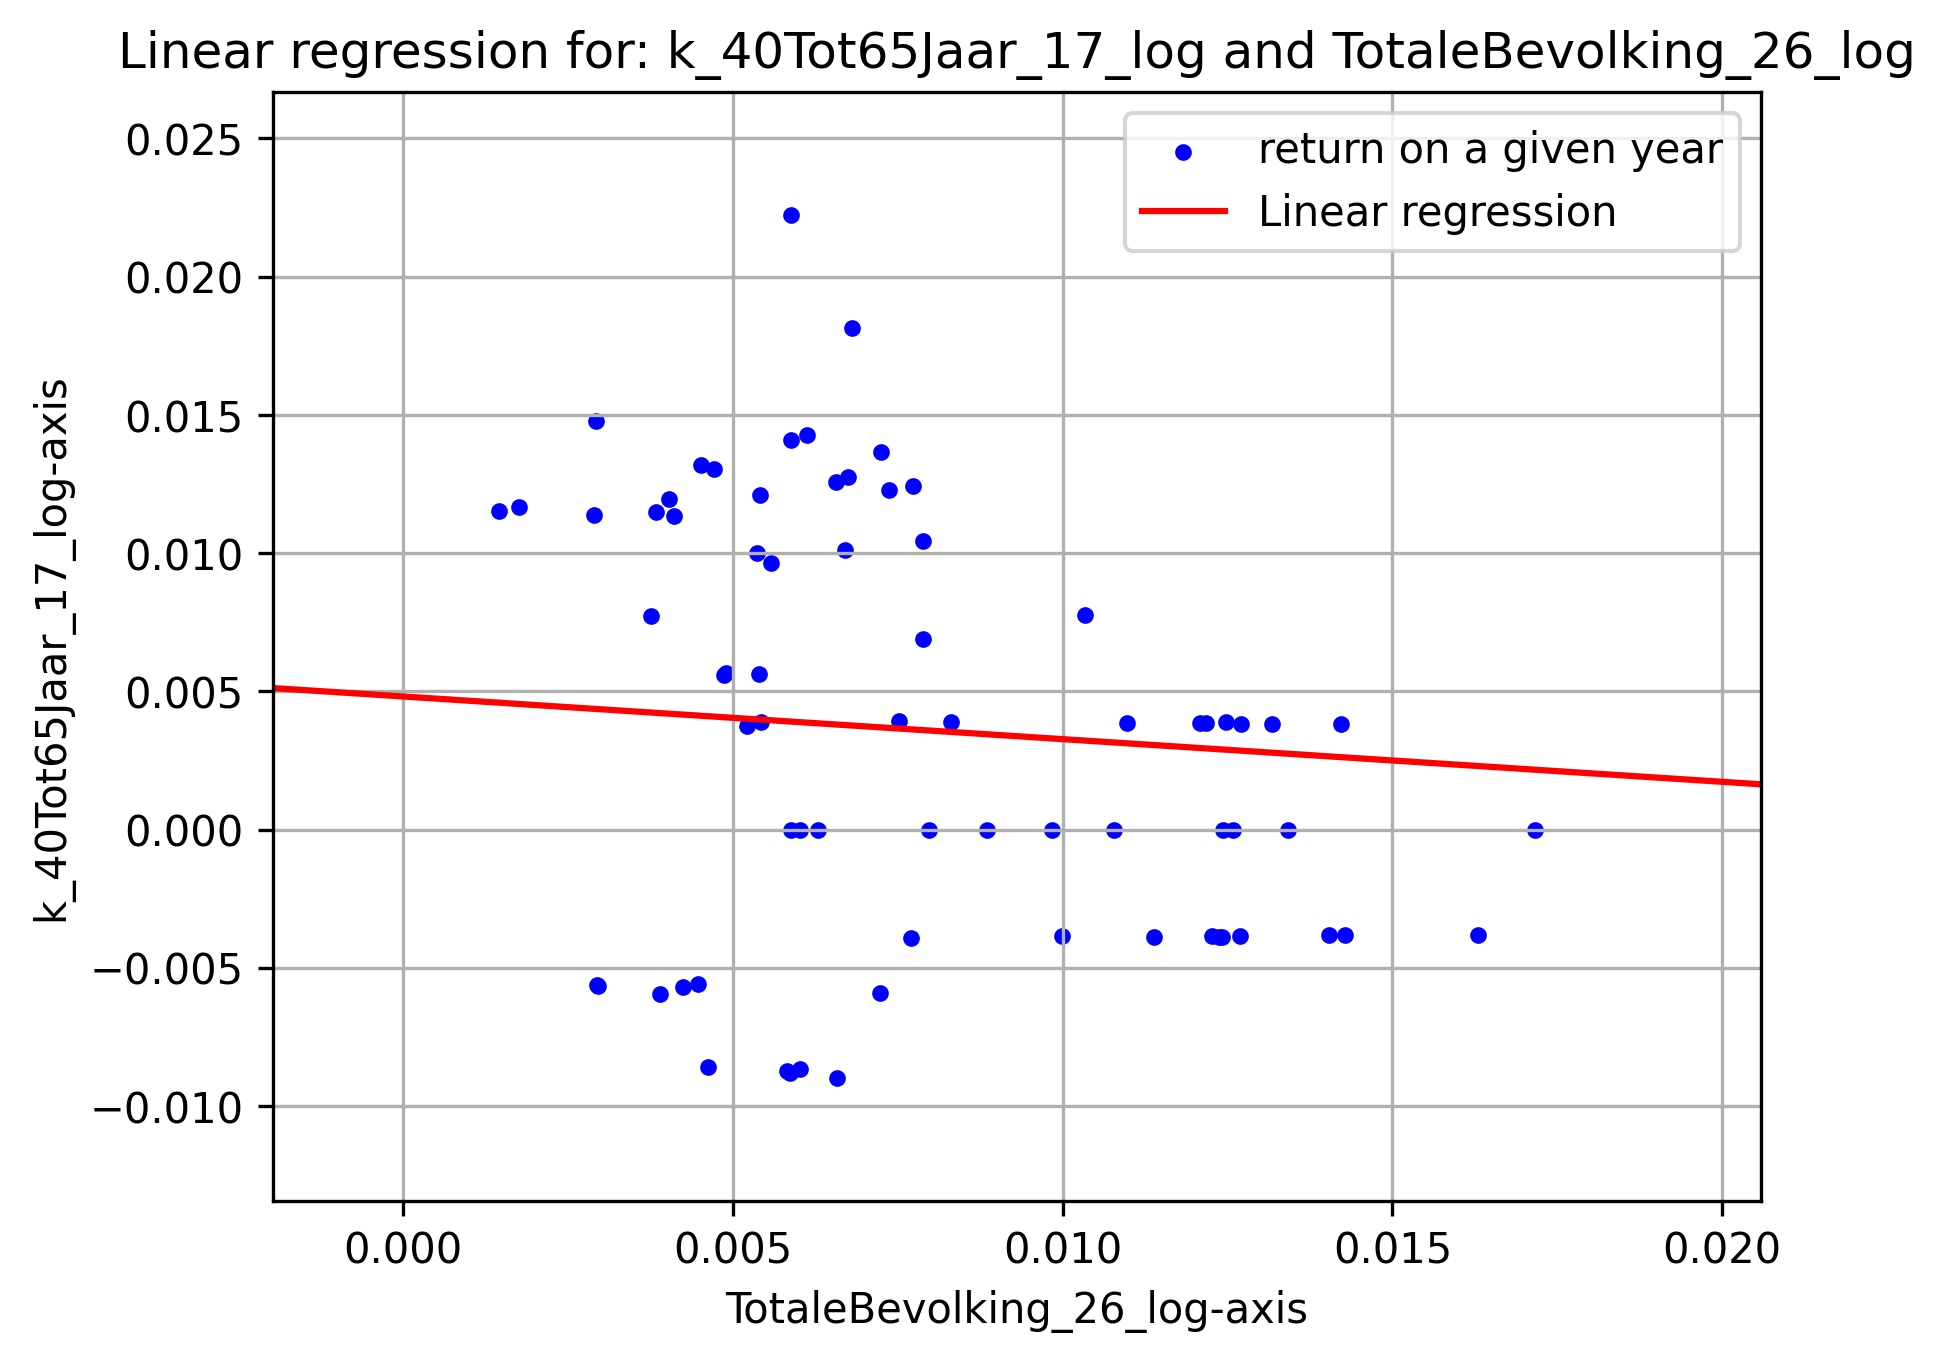 Linear regression for: k_40Tot65Jaar_17_log and TotaleBevolking_26_log
return on a given year
Linear regression
0.025
0.020
0.015
0.010
0.005
0.000
−0.005
−0.010
k_40Tot65Jaar_17_log-axis
0.000 0.005 0.010 0.015 0.020
TotaleBevolking_26_log-axis